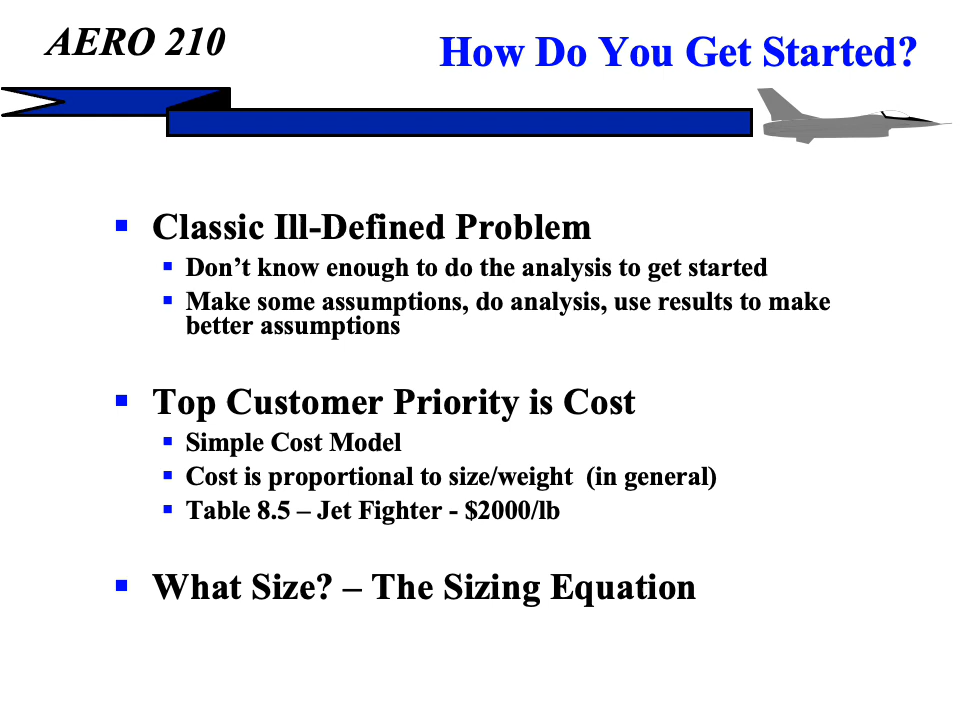 AERO 210
How Do You Get Started?
Classic Ill-Defined Problem
Don’t know enough to do the analysis to get started
Make some assumptions, do analysis, use results to make
better assumptions
Top Customer Priority is Cost
Simple Cost Model
Cost is proportional to size/weight  (in general)
Table 8.5 – Jet Fighter - $2000/lb
What Size? – The Sizing Equation